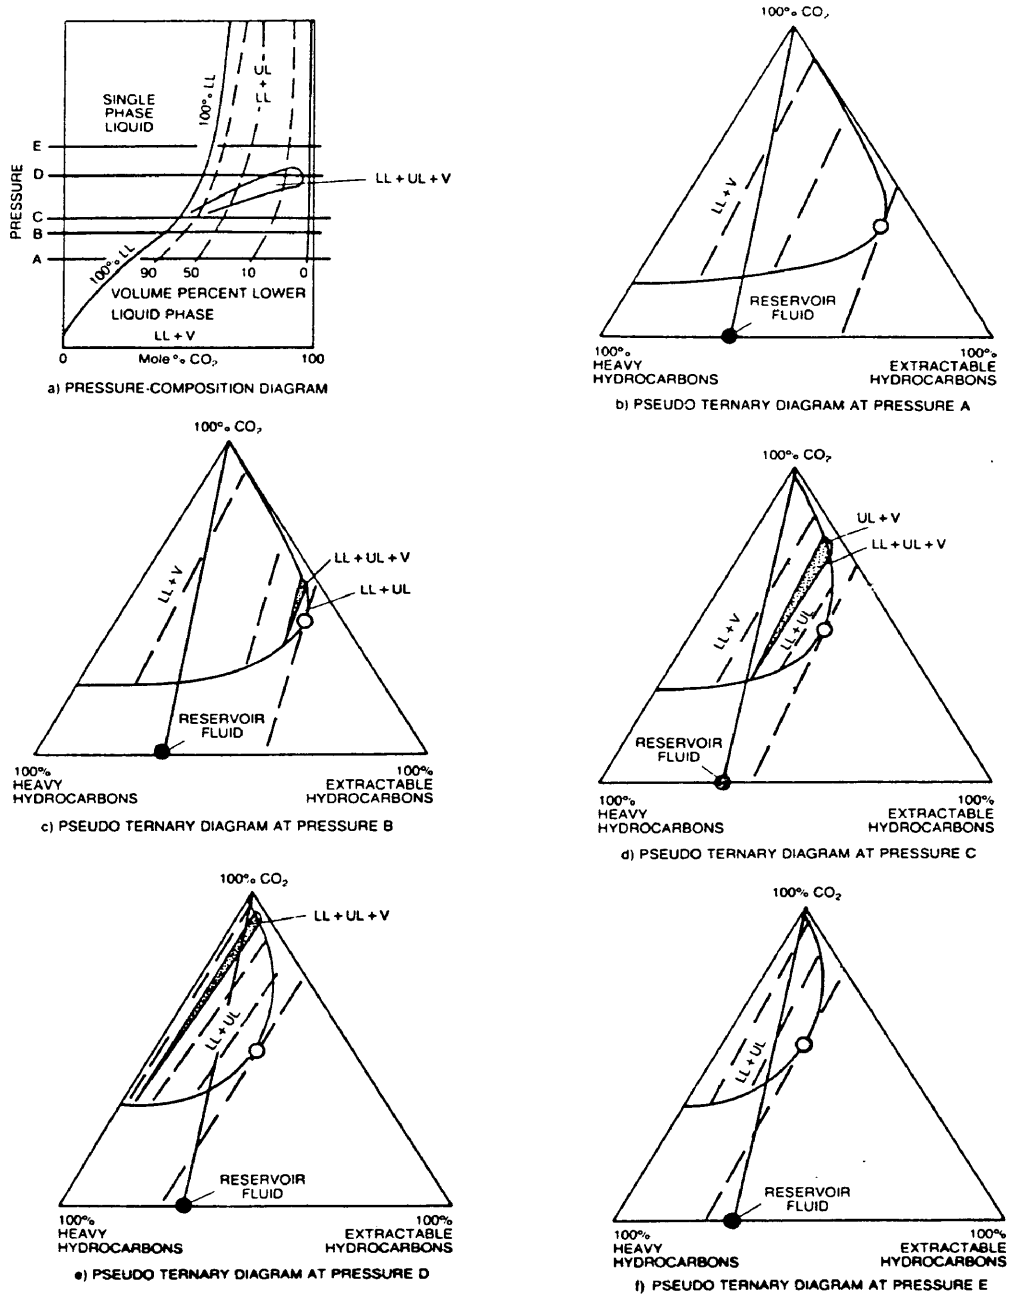 SINGLE
PHASE
LIQUID
100% LL
UL
+
LL
PRESSURE
E
D
C
B
A
LL + UL + V
100% LL
90 50 10 0
VOLUME PERCENT LOWER
LIQUID PHASE
LL + V
0 Mole % CO2 100
a) PRESSURE-COMPOSITION DIAGRAM
100% CO2
LL + V
RESERVOIR
FLUID
100%
HEAVY
HYDROCARBONS
100%
EXTRACTABLE
HYDROCARBONS
b) PSEUDO TERNARY DIAGRAM AT PRESSURE A
100% CO2
LL + V
LL + UL + V
LL + UL
RESERVOIR
FLUID
100%
HEAVY
HYDROCARBONS
100%
EXTRACTABLE
HYDROCARBONS
c) PSEUDO TERNARY DIAGRAM AT PRESSURE B
100% CO2
UL + V
LL + UL + V
LL + V
LL + UL
RESERVOIR
FLUID
100%
HEAVY
HYDROCARBONS
100%
EXTRACTABLE
HYDROCARBONS
d) PSEUDO TERNARY DIAGRAM AT PRESSURE C
100% CO2
LL + UL + V
LL + UL
RESERVOIR
FLUID
100%
HEAVY
HYDROCARBONS
100%
EXTRACTABLE
HYDROCARBONS
e) PSEUDO TERNARY DIAGRAM AT PRESSURE D
100% CO2
LL + UL
RESERVOIR
FLUID
100%
HEAVY
HYDROCARBONS
100%
EXTRACTABLE
HYDROCARBONS
f) PSEUDO TERNARY DIAGRAM AT PRESSURE E